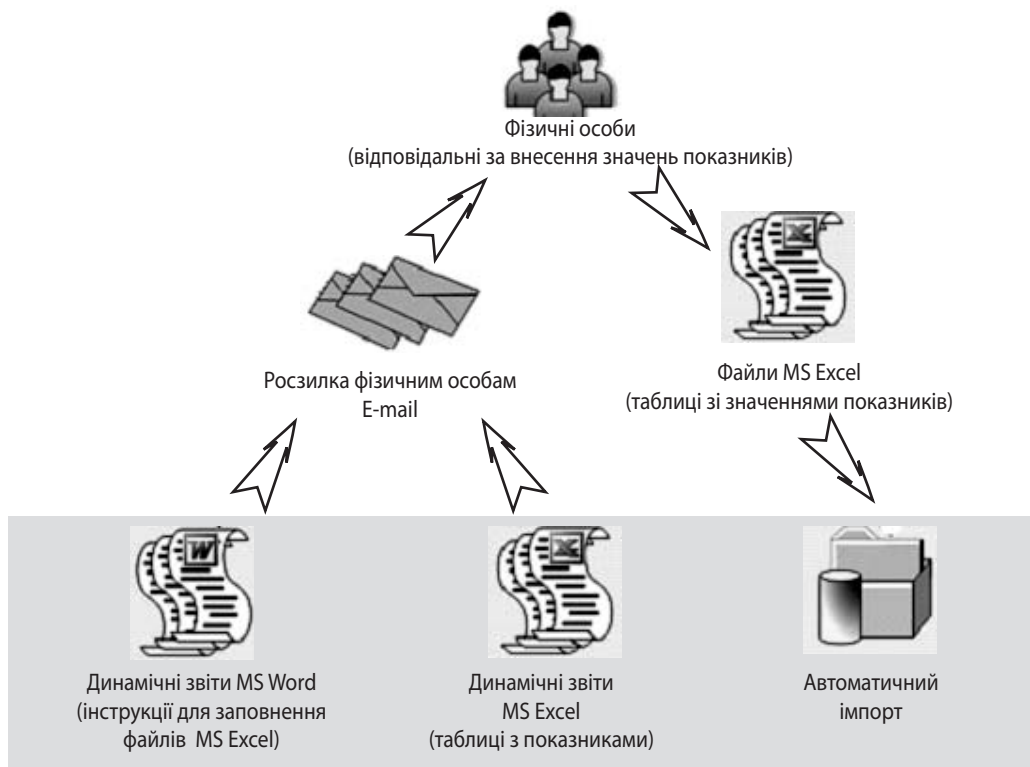 Фізичні особи
(відповідальні за внесення значень показників)
Росзилка фізичним особам
E-mail
Файли MS Excel
(таблиці зі значеннями показників)
W
X
Динамічні звіти MS Word
(інструкції для заповнення
файлів MS Excel)
Динамічні звіти
MS Excel
(таблиці з показниками)
Автоматичний
імпорт